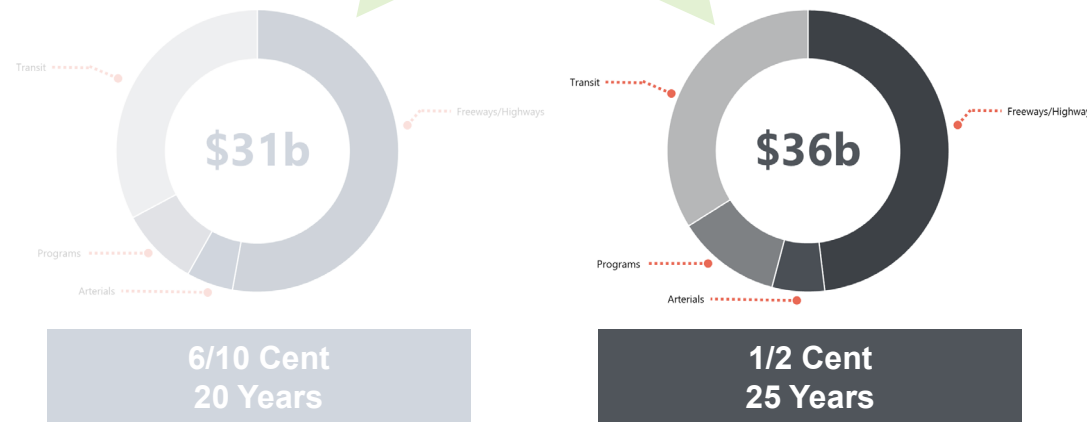 Transit
Freeways/Highways
$31b
Programs
Arterials
6/10 Cent
20 Years
Transit
Freeways/Highway
$36b
Programs
Arterials
1/2 Cent
25 Years